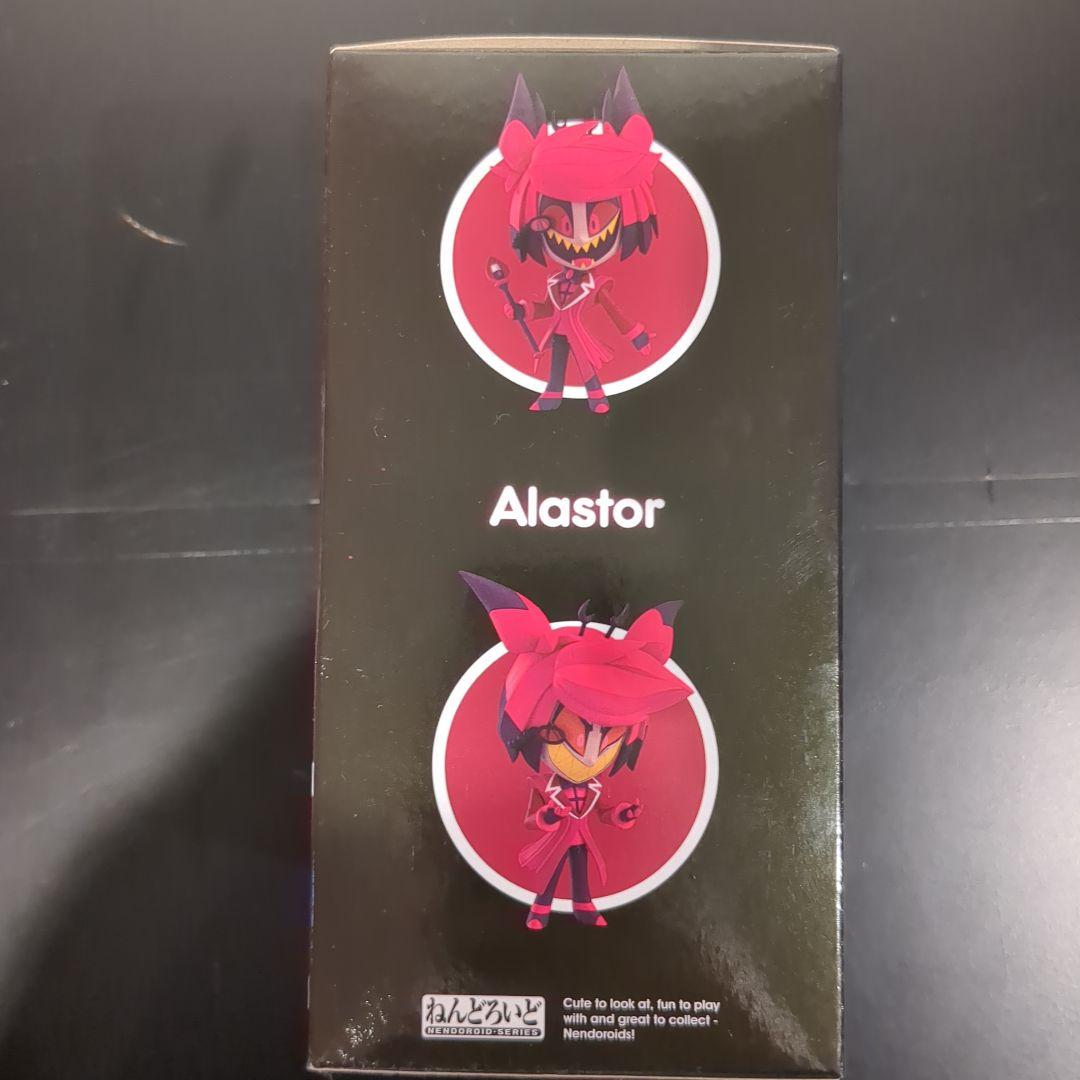 Alastor
ねんどろいど
NENDOROID·SERIES
Cute to look at, fun to play
with and great to collect -
Nendoroids!